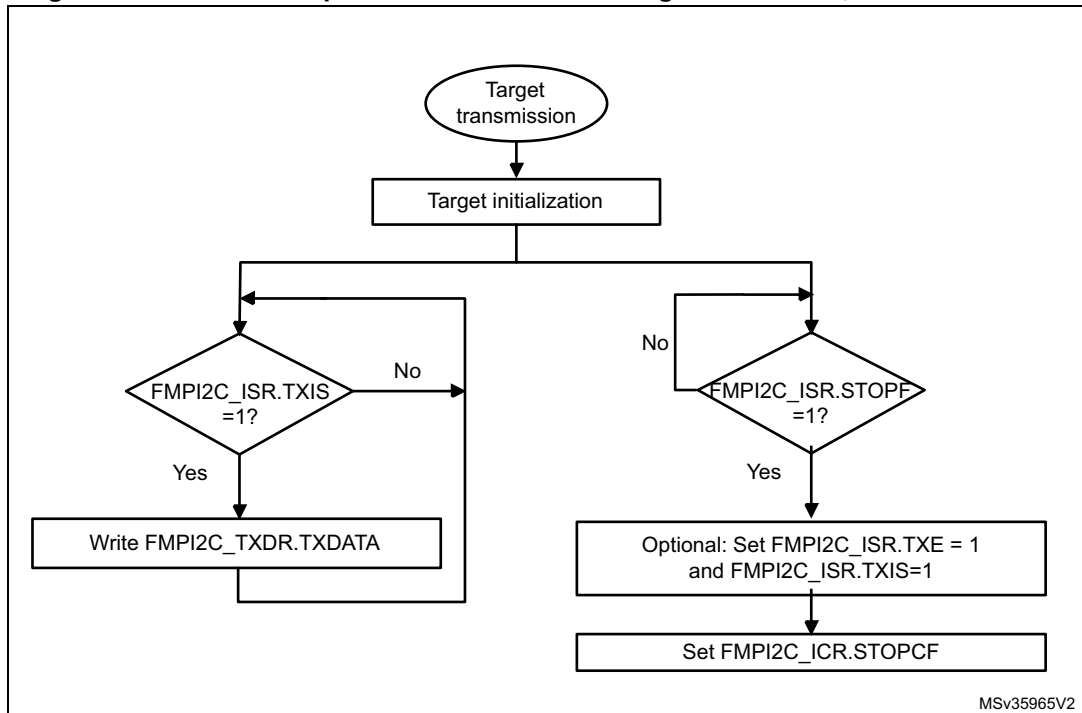 Target
transmission
Target initialization
FMPI2C_ISR.TXIS
=1?
No
Yes
Write FMPI2C_TXDR.TXDATA
No
FMPI2C_ISR.STOPF
=1?
Yes
Optional: Set FMPI2C_ISR.TXE = 1
and FMPI2C_ISR.TXIS=1
Set FMPI2C_ICR.STOPCF
MSv35965V2